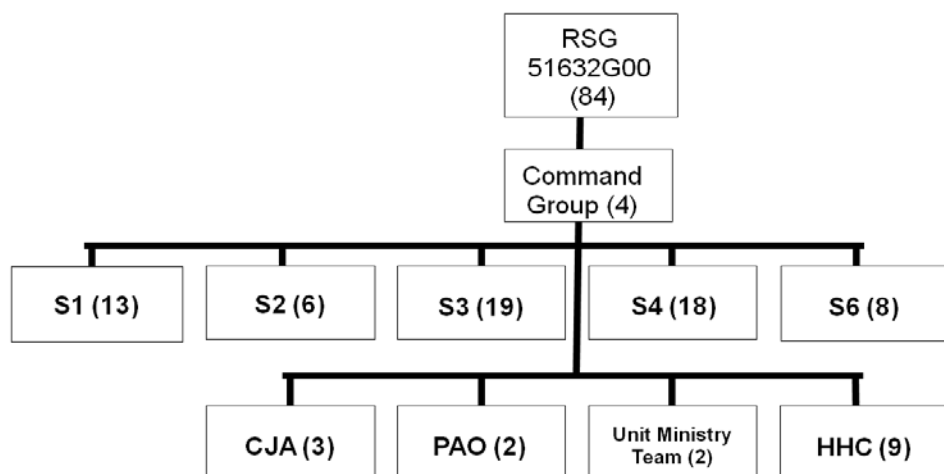 RSG
51632G00
(84)
Command
Group (4)
S1 (13)
S2 (6)
S3 (19)
S4 (18)
S6 (8)
CJA (3)
PAO (2)
Unit Ministry
Team (2)
HHC (9)